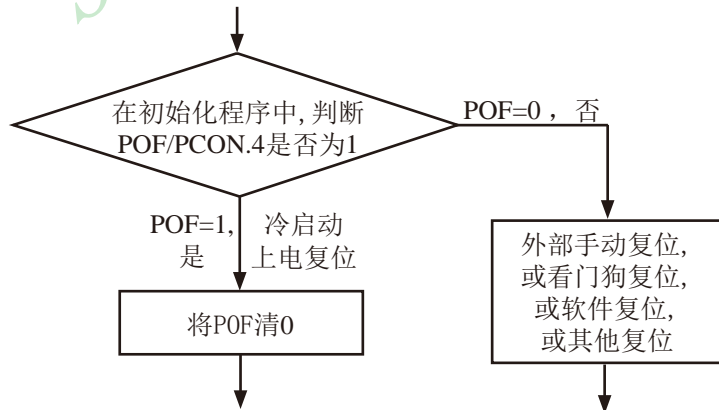 在初始化程序中, 判断
POF/PCON.4是否为1
POF=0 ，否
POF=1, 冷启动
是 上电复位
将POF清0
外部手动复位,
或看门狗复位,
或软件复位,
或其他复位